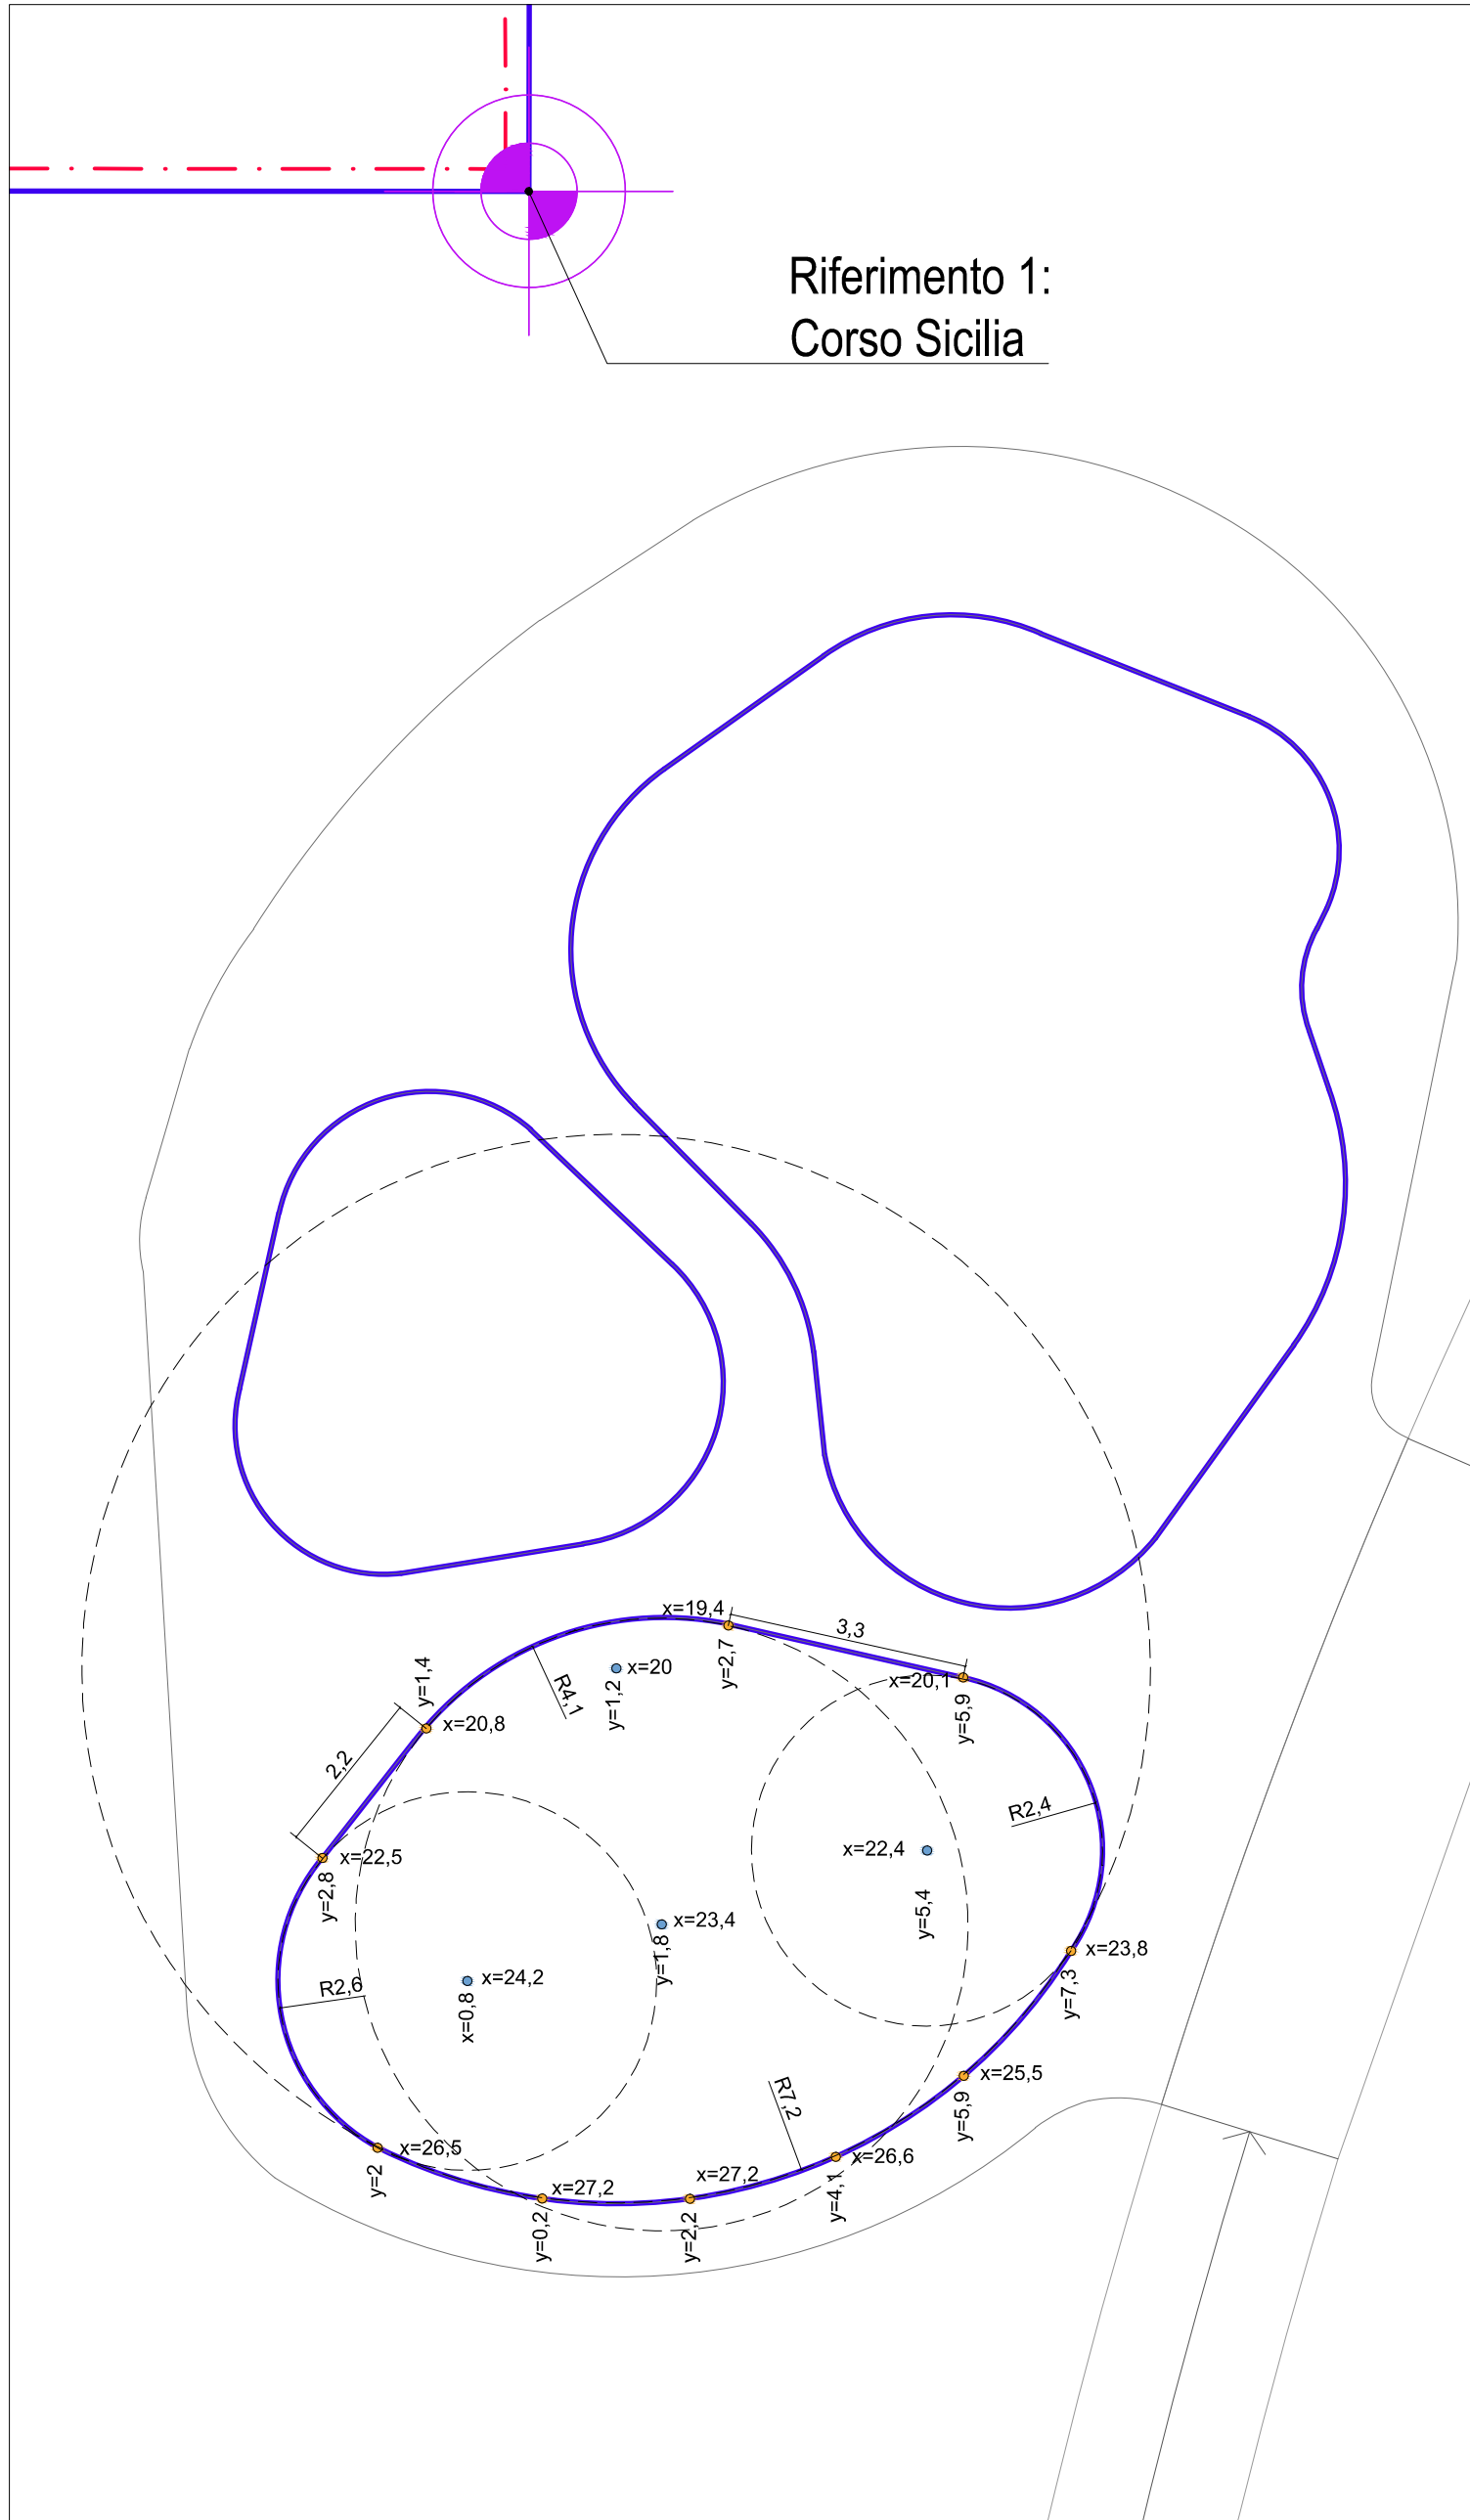 Riferimento 1:
Corso Sicilia
x=19,4
3,3
y=2,7
x=20
y=1,2
R4,1
y=1,4
x=20,8
x=20,1
y=5,9
2,2
x=22,5
y=2,8
R2,4
x=22,4
y=5,4
x=23,4
y=1,8
x=24,2
x=0,8
R2,6
x=23,8
y=7,3
x=25,5
y=5,9
R7,2
x=26,5
y=2
x=26,6
y=4,1
x=27,2
y=0,2
x=27,2
y=2,2